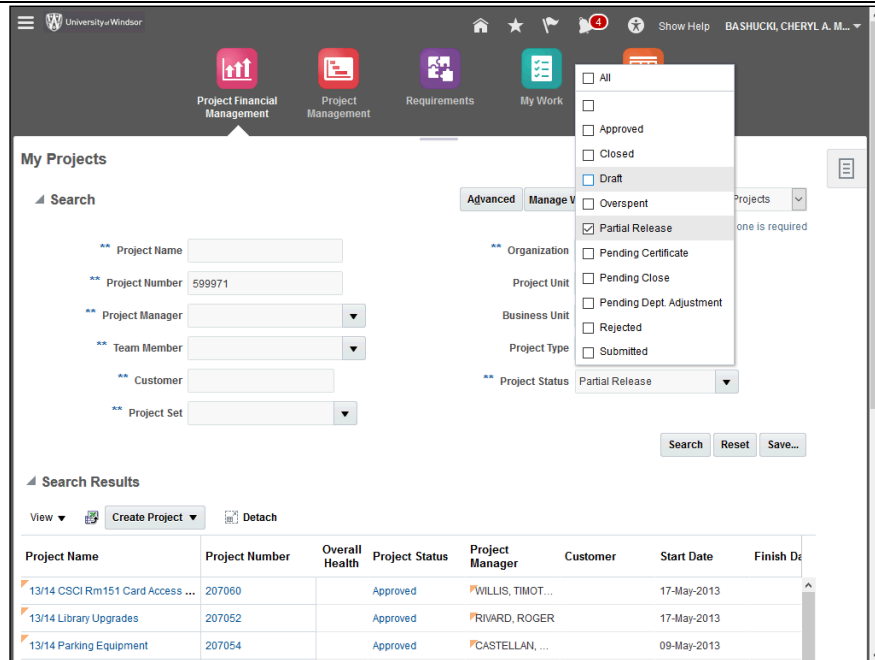 University of Windsor
4
Show Help
BASHUCKI, CHERYL A. M...
Project Financial
Management
Project
Management
Requirements
My Work
My Projects
Search
Advanced
Manage W
Projects
one is required
All
Approved
Closed
Draft
Overspent
Partial Release
Pending Certificate
Pending Close
Pending Dept. Adjustment
Rejected
Submitted
** Project Name
** Project Number 599971
** Project Manager
** Team Member
** Customer
** Project Set
** Organization
Project Unit
Business Unit
Project Type
** Project Status Partial Release
Search Reset Save...
Search Results
View Create Project Detach
Project Name Project Number Overall Health Project Status Project Manager Customer Start Date Finish Da
13/14 CSCI Rm151 Card Access ... 207060 Approved WILLIS, TIMOT... 17-May-2013
13/14 Library Upgrades 207052 Approved RIVARD, ROGER 17-May-2013
13/14 Parking Equipment 207054 Approved CASTELLAN, ... 09-May-2013